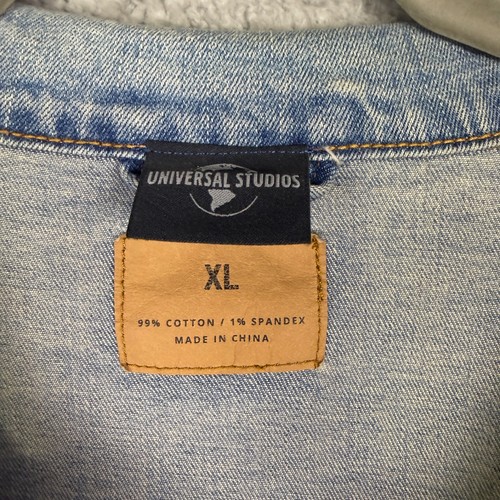 UNIVERSAL STUDIOS
XL
99% COTTON / 1% SPANDEX
MADE IN CHINA